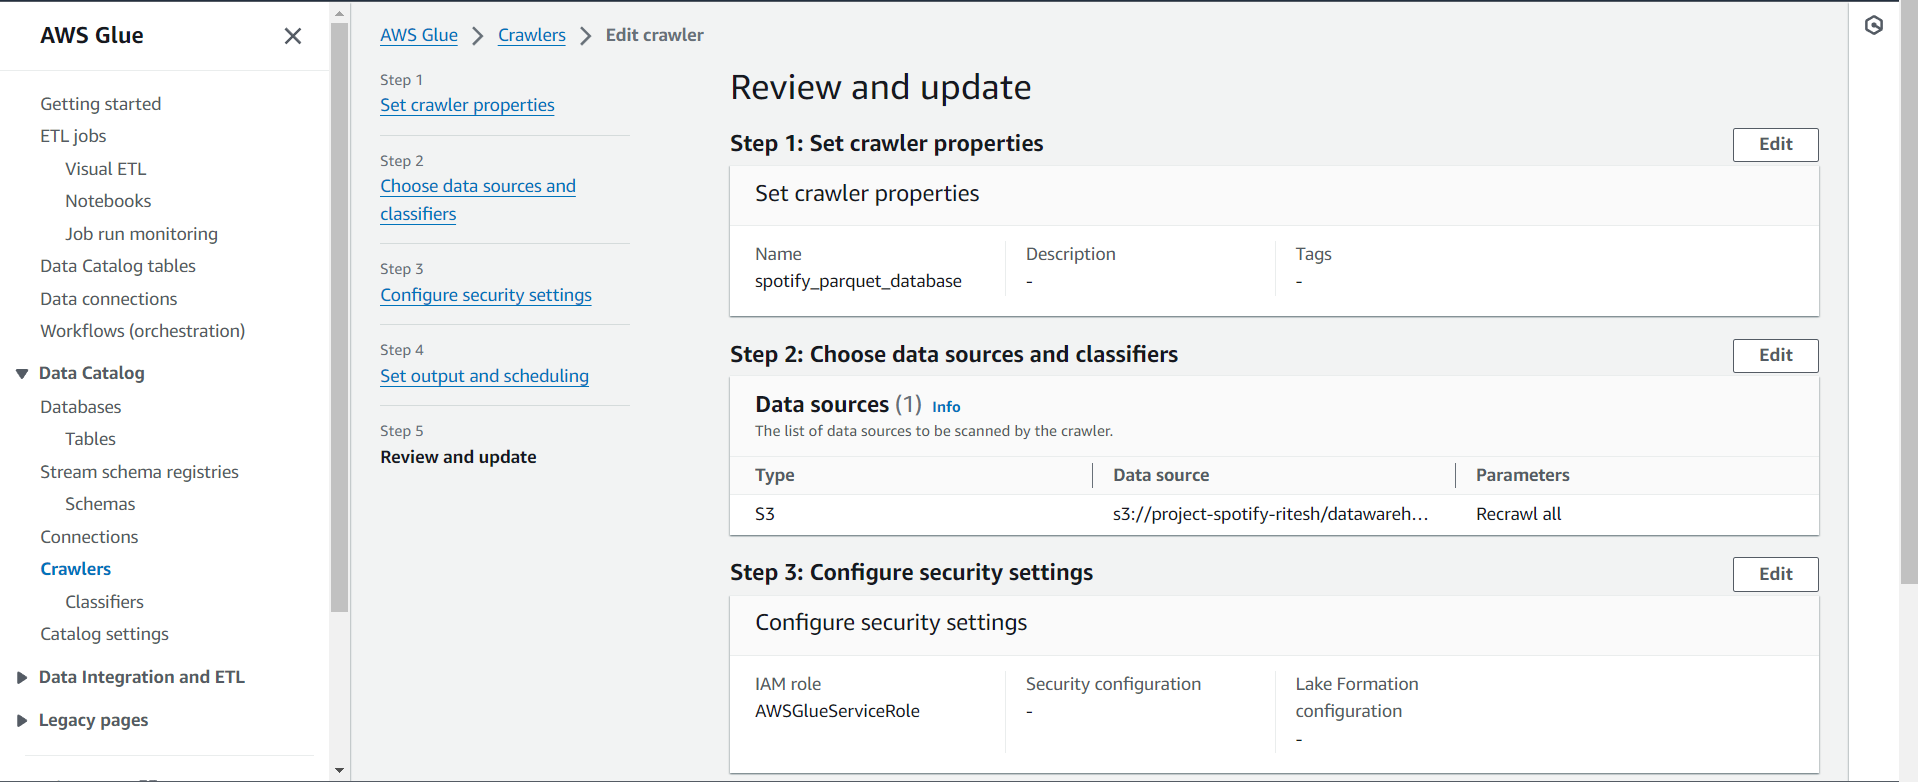 AWS Glue
Getting started
ETL jobs
Visual ETL
Notebooks
Job run monitoring
Data Catalog tables
Data connections
Workflows (orchestration)
Data Catalog
Databases
Tables
Stream schema registries
Schemas
Connections
Crawlers
Classifiers
Catalog settings
Data Integration and ETL
Legacy pages
AWS Glue > Crawlers > Edit crawler
Step 1
Set crawler properties
Step 2
Choose data sources and
classifiers
Step 3
Configure security settings
Step 4
Set output and scheduling
Step 5
Review and update
Review and update
Step 1: Set crawler properties
Edit
Set crawler properties
Name
spotify_parquet_database
Description
-
Tags
-
Step 2: Choose data sources and classifiers
Edit
Data sources (1) Info
The list of data sources to be scanned by the crawler.
Type Data source Parameters
S3 s3://project-spotify-ritesh/datawareh... Recrawl all
Step 3: Configure security settings
Edit
Configure security settings
IAM role
AWSGlueServiceRole
Security configuration
-
Lake Formation
configuration
-